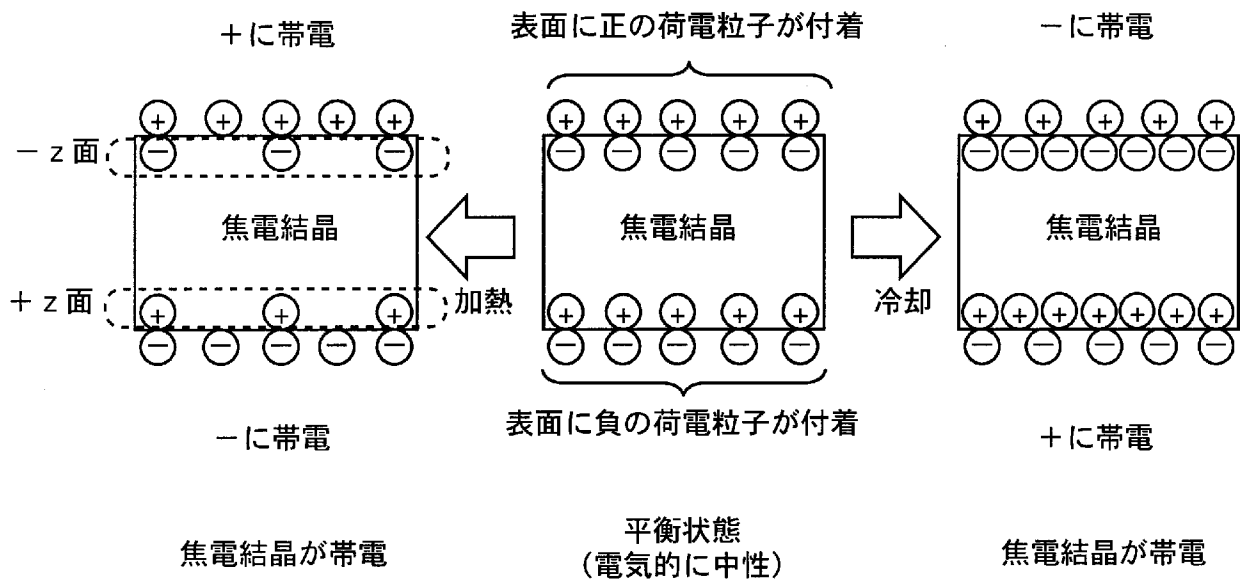 +に帯電
表面に正の荷電粒子が付着
−に帯電
+ + + + +
+ + + + +
+ + + + +
−z面
− − −
− − − − −
− − − − − − −
焦電結晶
焦電結晶
焦電結晶
加熱
冷却
+z面
+ + +
+ + + + +
+ + + + + + +
− − − − −
− − − − −
− − − − −
−に帯電
表面に負の荷電粒子が付着
+に帯電
焦電結晶が帯電
平衡状態
(電気的に中性)
焦電結晶が帯電